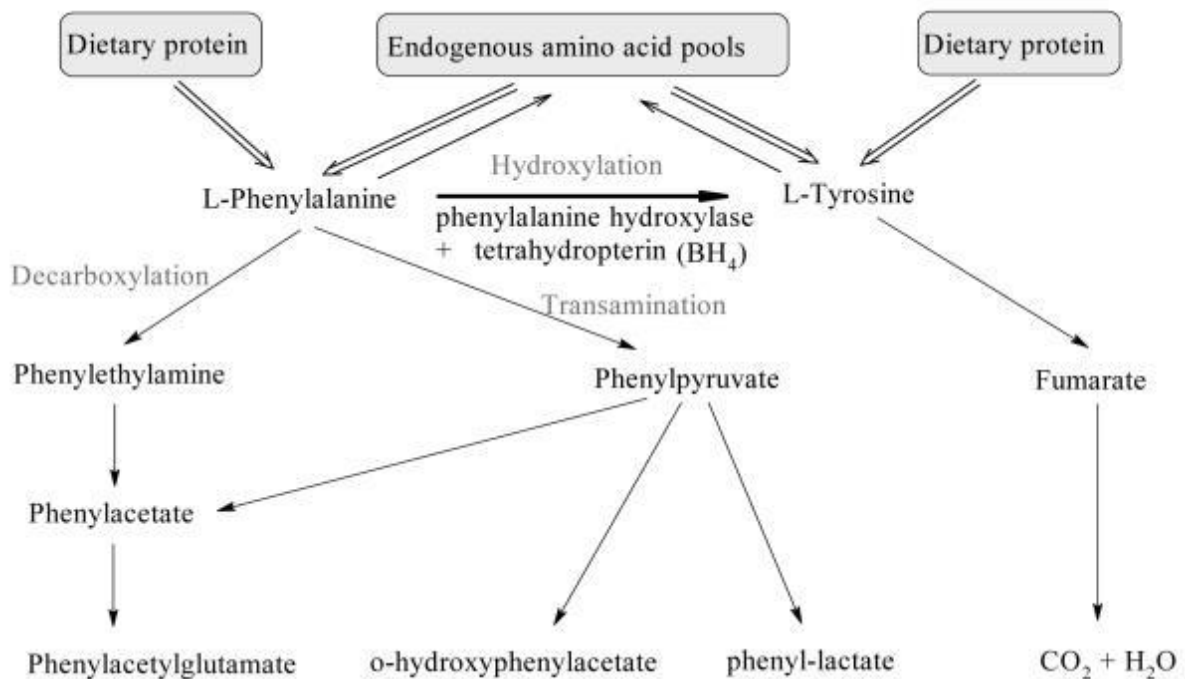 Dietary protein
Endogenous amino acid pools
Dietary protein
Hydroxylation
L-Phenylalanine
L-Tyrosine
phenylalanine hydroxylase
+ tetrahydropterin (BH₄)
Decarboxylation
Transamination
Phenylethylamine
Phenylpyruvate
Fumarate
Phenylacetate
Phenylacetylglutamate
o-hydroxyphenylacetate
phenyl-lactate
CO₂ + H₂O